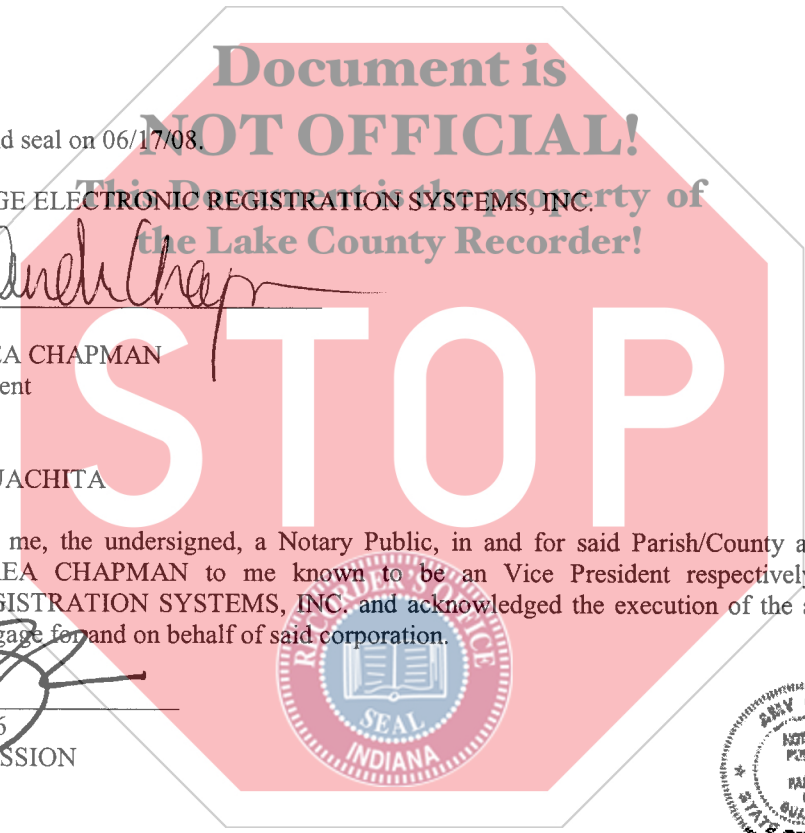 Document is
NOT OFFICIAL!
This Document is the property of
the Lake County Recorder!
d seal on 06/17/08.
GE ELECTRONIC REGISTRATION SYSTEMS, INC.
EA CHAPMAN
ent
STOP
UACHITA
me, the undersigned, a Notary Public, in and for said Parish/County a
REA CHAPMAN to me known to be an Vice President respectively
GISTRATION SYSTEMS, INC. and acknowledged the execution of the a
gage for and on behalf of said corporation.
RECORDER'S OFFICE
SEAL
INDIANA
6
SSION
AMY
STATE